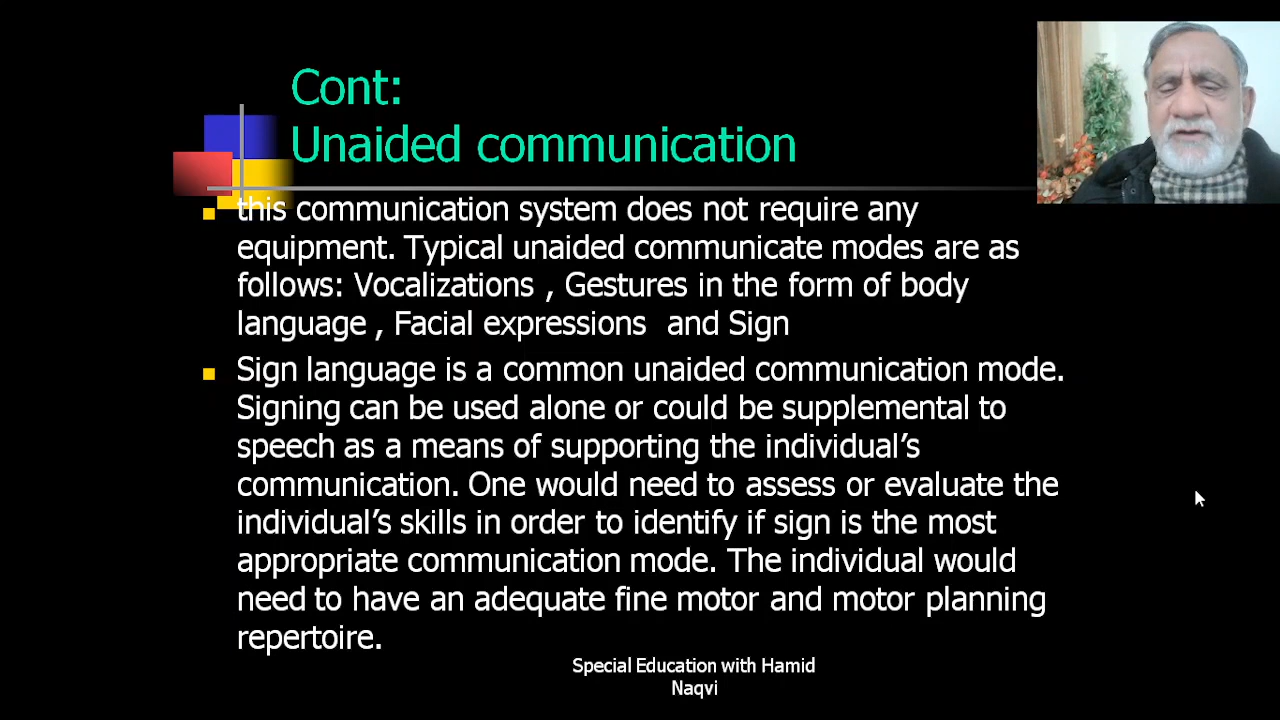 Cont:
Unaided communication
this communication system does not require any
equipment. Typical unaided communicate modes are as
follows: Vocalizations , Gestures in the form of body
language , Facial expressions  and Sign
Sign language is a common unaided communication mode.
Signing can be used alone or could be supplemental to
speech as a means of supporting the individual’s
communication. One would need to assess or evaluate the
individual’s skills in order to identify if sign is the most
appropriate communication mode. The individual would
need to have an adequate fine motor and motor planning
repertoire.
Special Education with Hamid
Naqvi